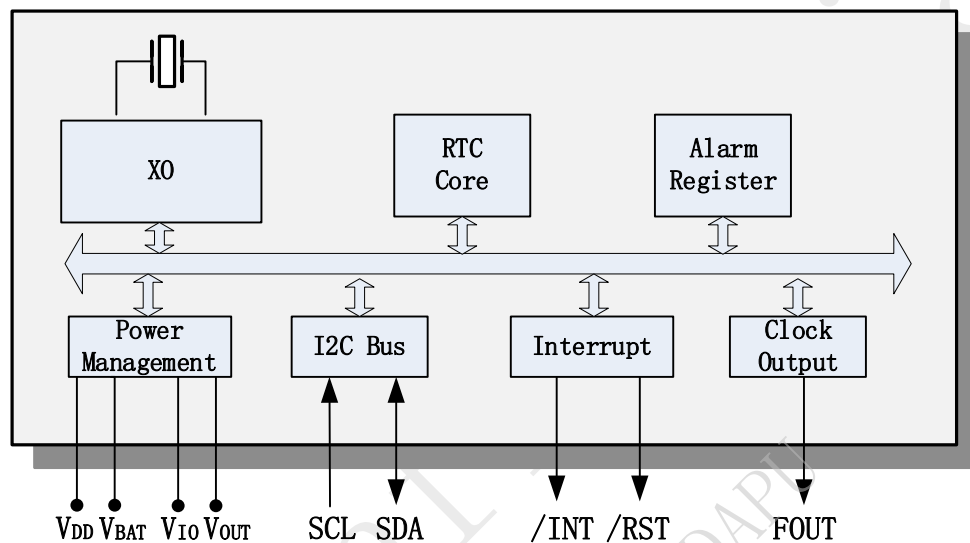 XO
RTC
Core
Alarm
Register
Power
Management
I2C Bus
Interrupt
Clock
Output
VDD VBAT VIO VOUT SCL SDA /INT /RST FOUT
DAPU